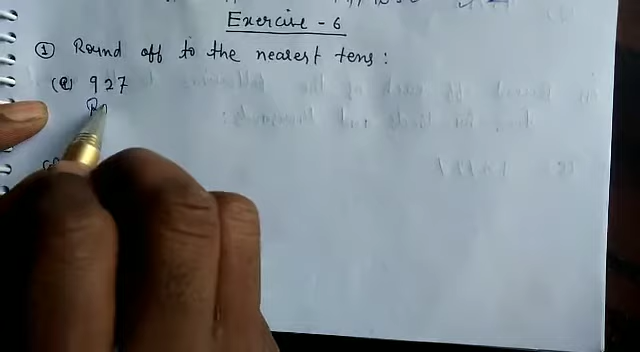 Exercise - 6
① Round off to the nearest tens :
(a) 927